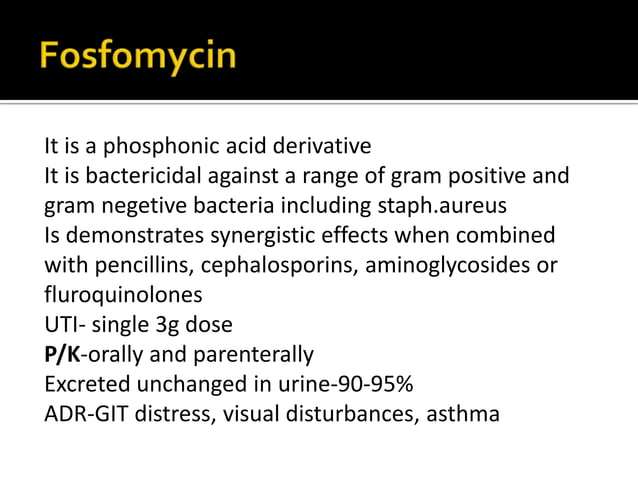 Fosfomycin
It is a phosphonic acid derivative
It is bactericidal against a range of gram positive and
gram negetive bacteria including staph.aureus
Is demonstrates synergistic effects when combined
with pencillins, cephalosporins, aminoglycosides or
fluroquinolones
UTI- single 3g dose
P/K-orally and parenterally
Excreted unchanged in urine-90-95%
ADR-GIT distress, visual disturbances, asthma